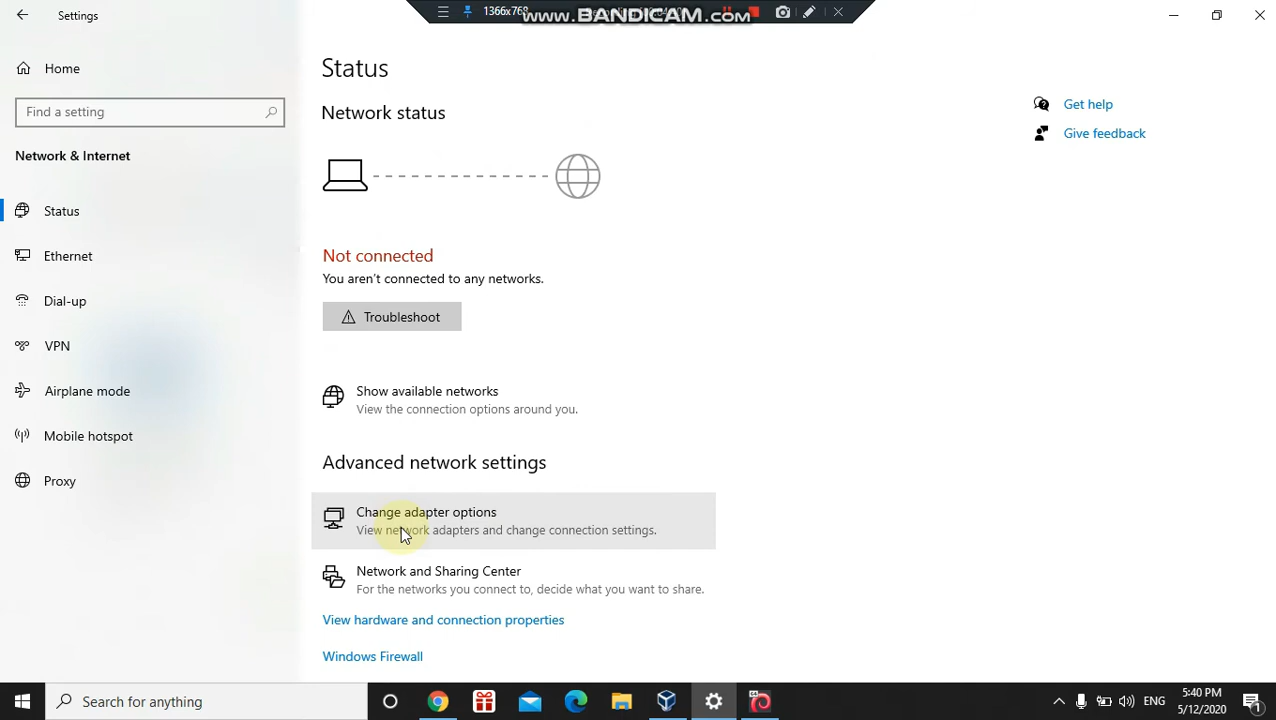 Settings
1366x768
www.BANDICAM.com
Home
Find a setting
Network & Internet
Status
Ethernet
Dial-up
VPN
Airplane mode
Mobile hotspot
Proxy
Status
Network status
Not connected
You aren't connected to any networks.
Troubleshoot
Show available networks
View the connection options around you.
Advanced network settings
Change adapter options
View network adapters and change connection settings.
Network and Sharing Center
For the networks you connect to, decide what you want to share.
View hardware and connection properties
Windows Firewall
Get help
Give feedback
Search for anything
ENG
5:40 PM
5/12/2020
1